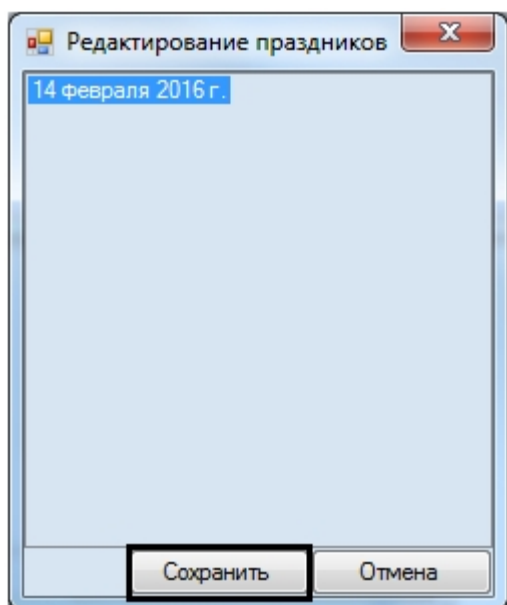 Редактирование праздников
14 февраля 2016 г.
Сохранить
Отмена